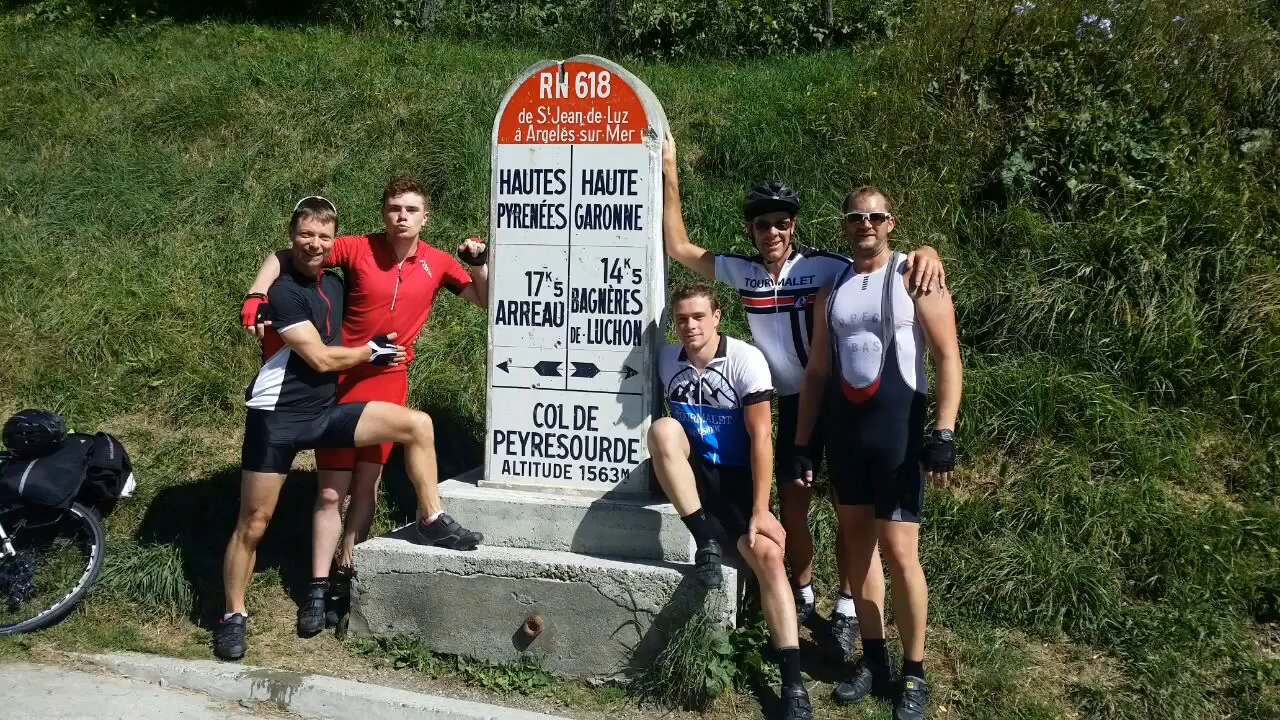 RN 618
de St Jean-de-Luz
à Argelès-sur-Mer
HAUTES
PYRENÉES
HAUTE
GARONNE
17K5
ARREAU
14K5
BAGNÈRES
DE-LUCHON
COL DE
PEYRESOURDE
ALTITUDE 1563M
TOURMALET
TOURMALET